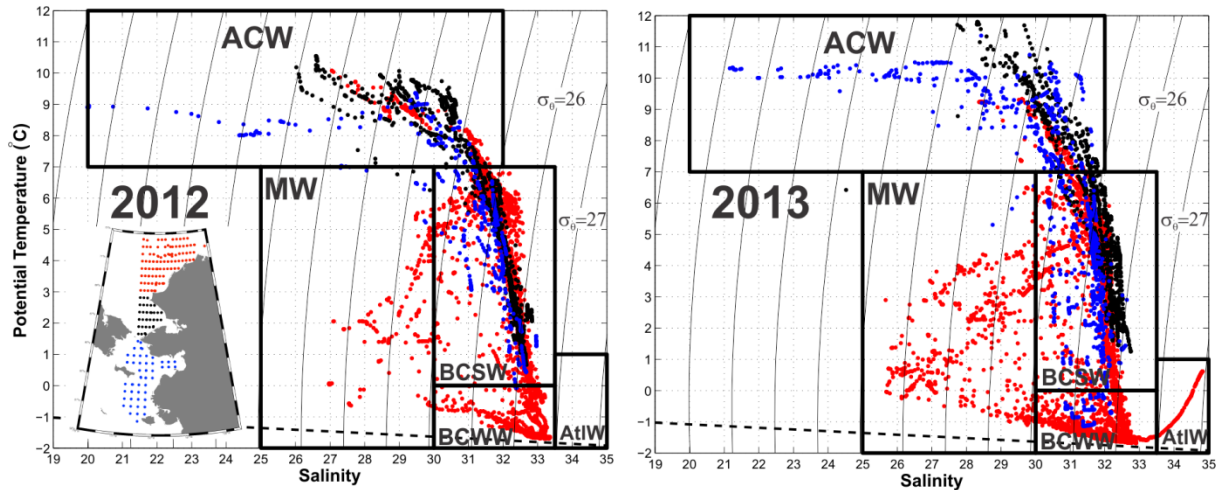 12
11
10
9
8
7
6
5
4
3
2
1
0
-1
-2
Potential Temperature (°C)
ACW
σθ=26
MW
2012
σθ=27
BCSW
BCWW
AtlW
20 21 22 23 24 25 26 27 28 29 30 31 32 33 34 35
Salinity
12
11
10
9
8
7
6
5
4
3
2
1
0
-1
-2
ACW
σθ=26
MW
2013
σθ=27
BCSW
BCWW
AtlW
19 20 21 22 23 24 25 26 27 28 29 30 31 32 33 34 35
Salinity